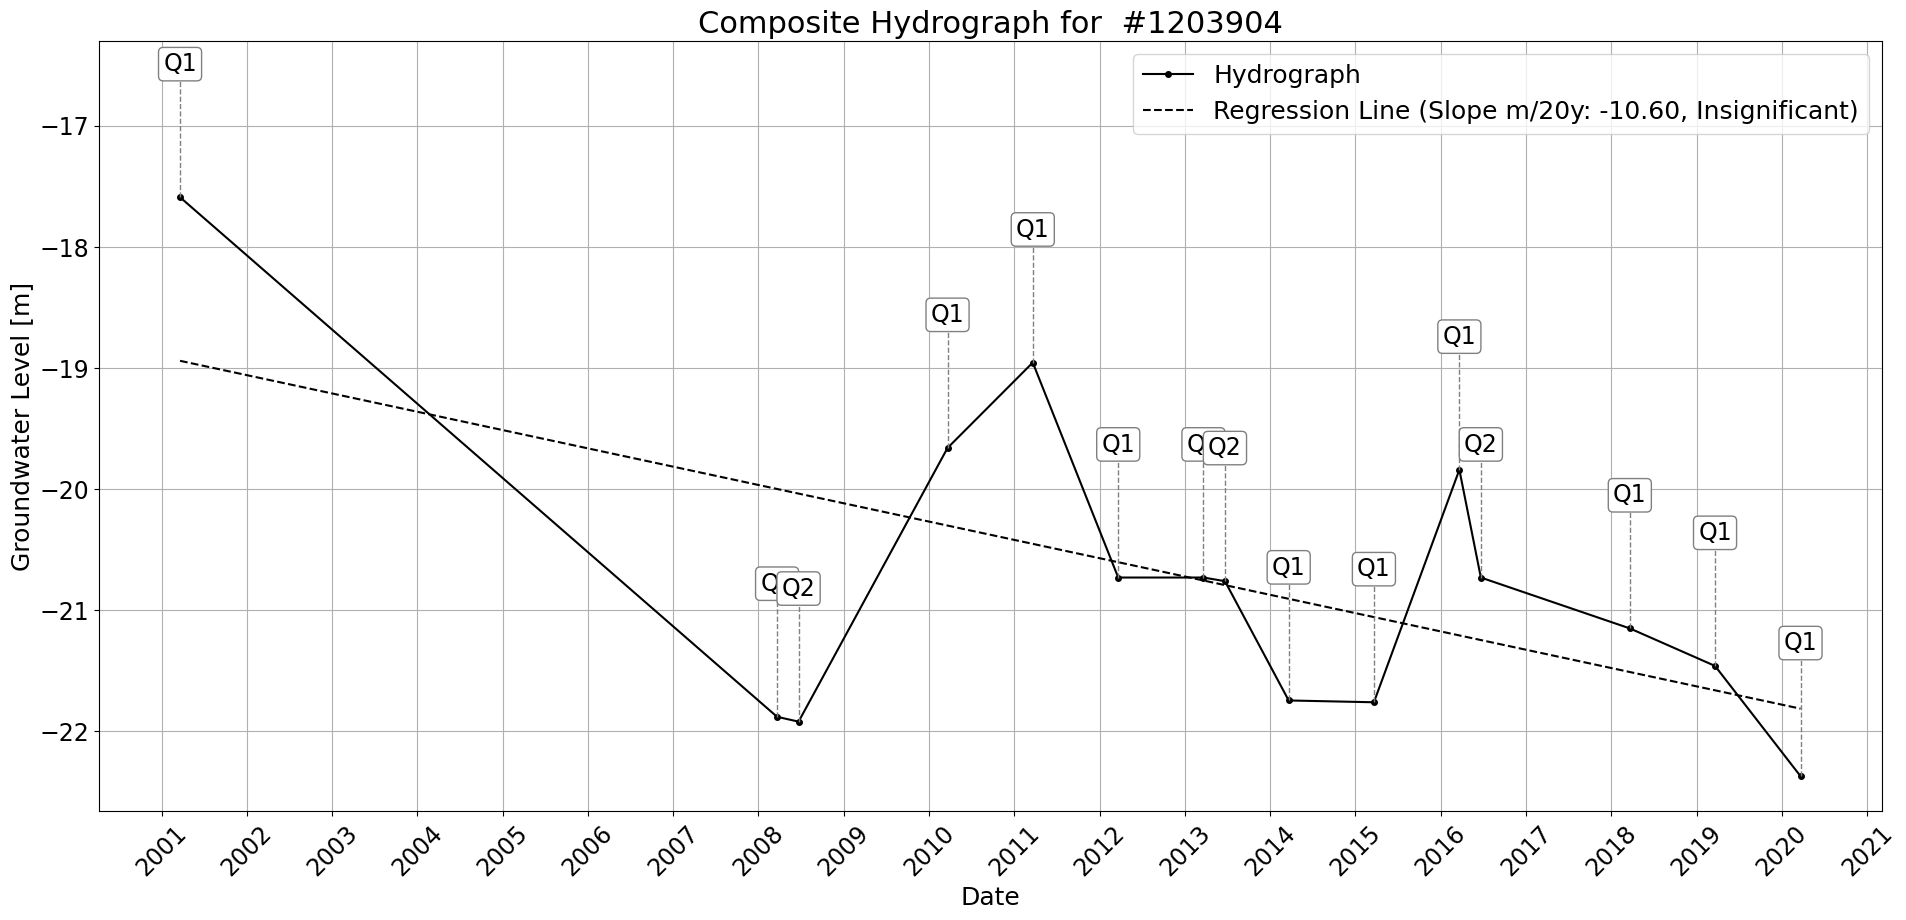 Composite Hydrograph for #1203904
Hydrograph
Regression Line (Slope m/20y: -10.60, Insignificant)
Groundwater Level [m]
−17
−18
−19
−20
−21
−22
Q1
Q
Q2
Q1
Q1
Q1
Q
Q2
Q1
Q1
Q1
Q2
Q1
Q1
Q1
2001
2002
2003
2004
2005
2006
2007
2008
2009
2010
2011
2012
2013
2014
2015
2016
2017
2018
2019
2020
2021
Date